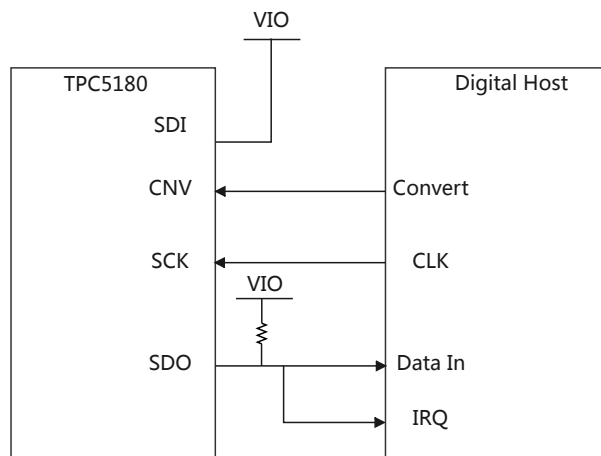 VIO
TPC5180
Digital Host
SDI
CNV
Convert
SCK
CLK
VIO
SDO
Data In
IRQ